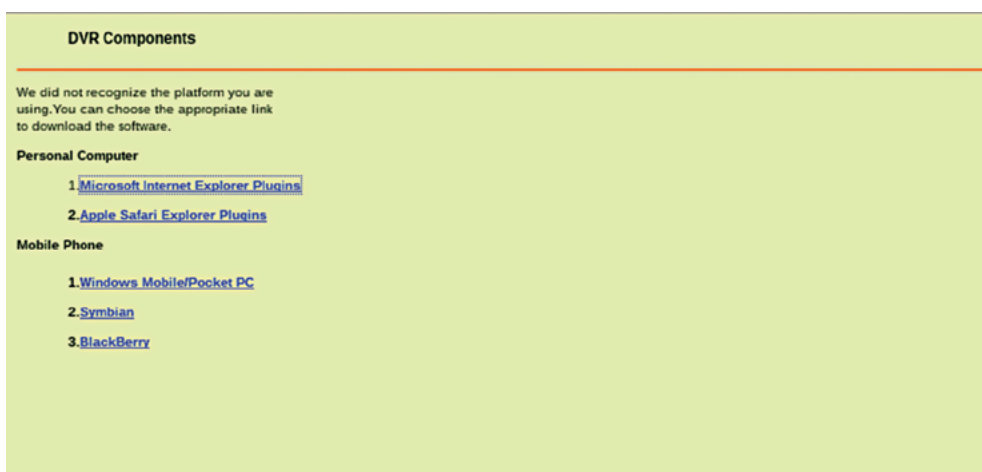 DVR Components
We did not recognize the platform you are
using.You can choose the appropriate link
to download the software.
Personal Computer
1.Microsoft Internet Explorer Plugins
2.Apple Safari Explorer Plugins
Mobile Phone
1.Windows Mobile/Pocket PC
2.Symbian
3.BlackBerry